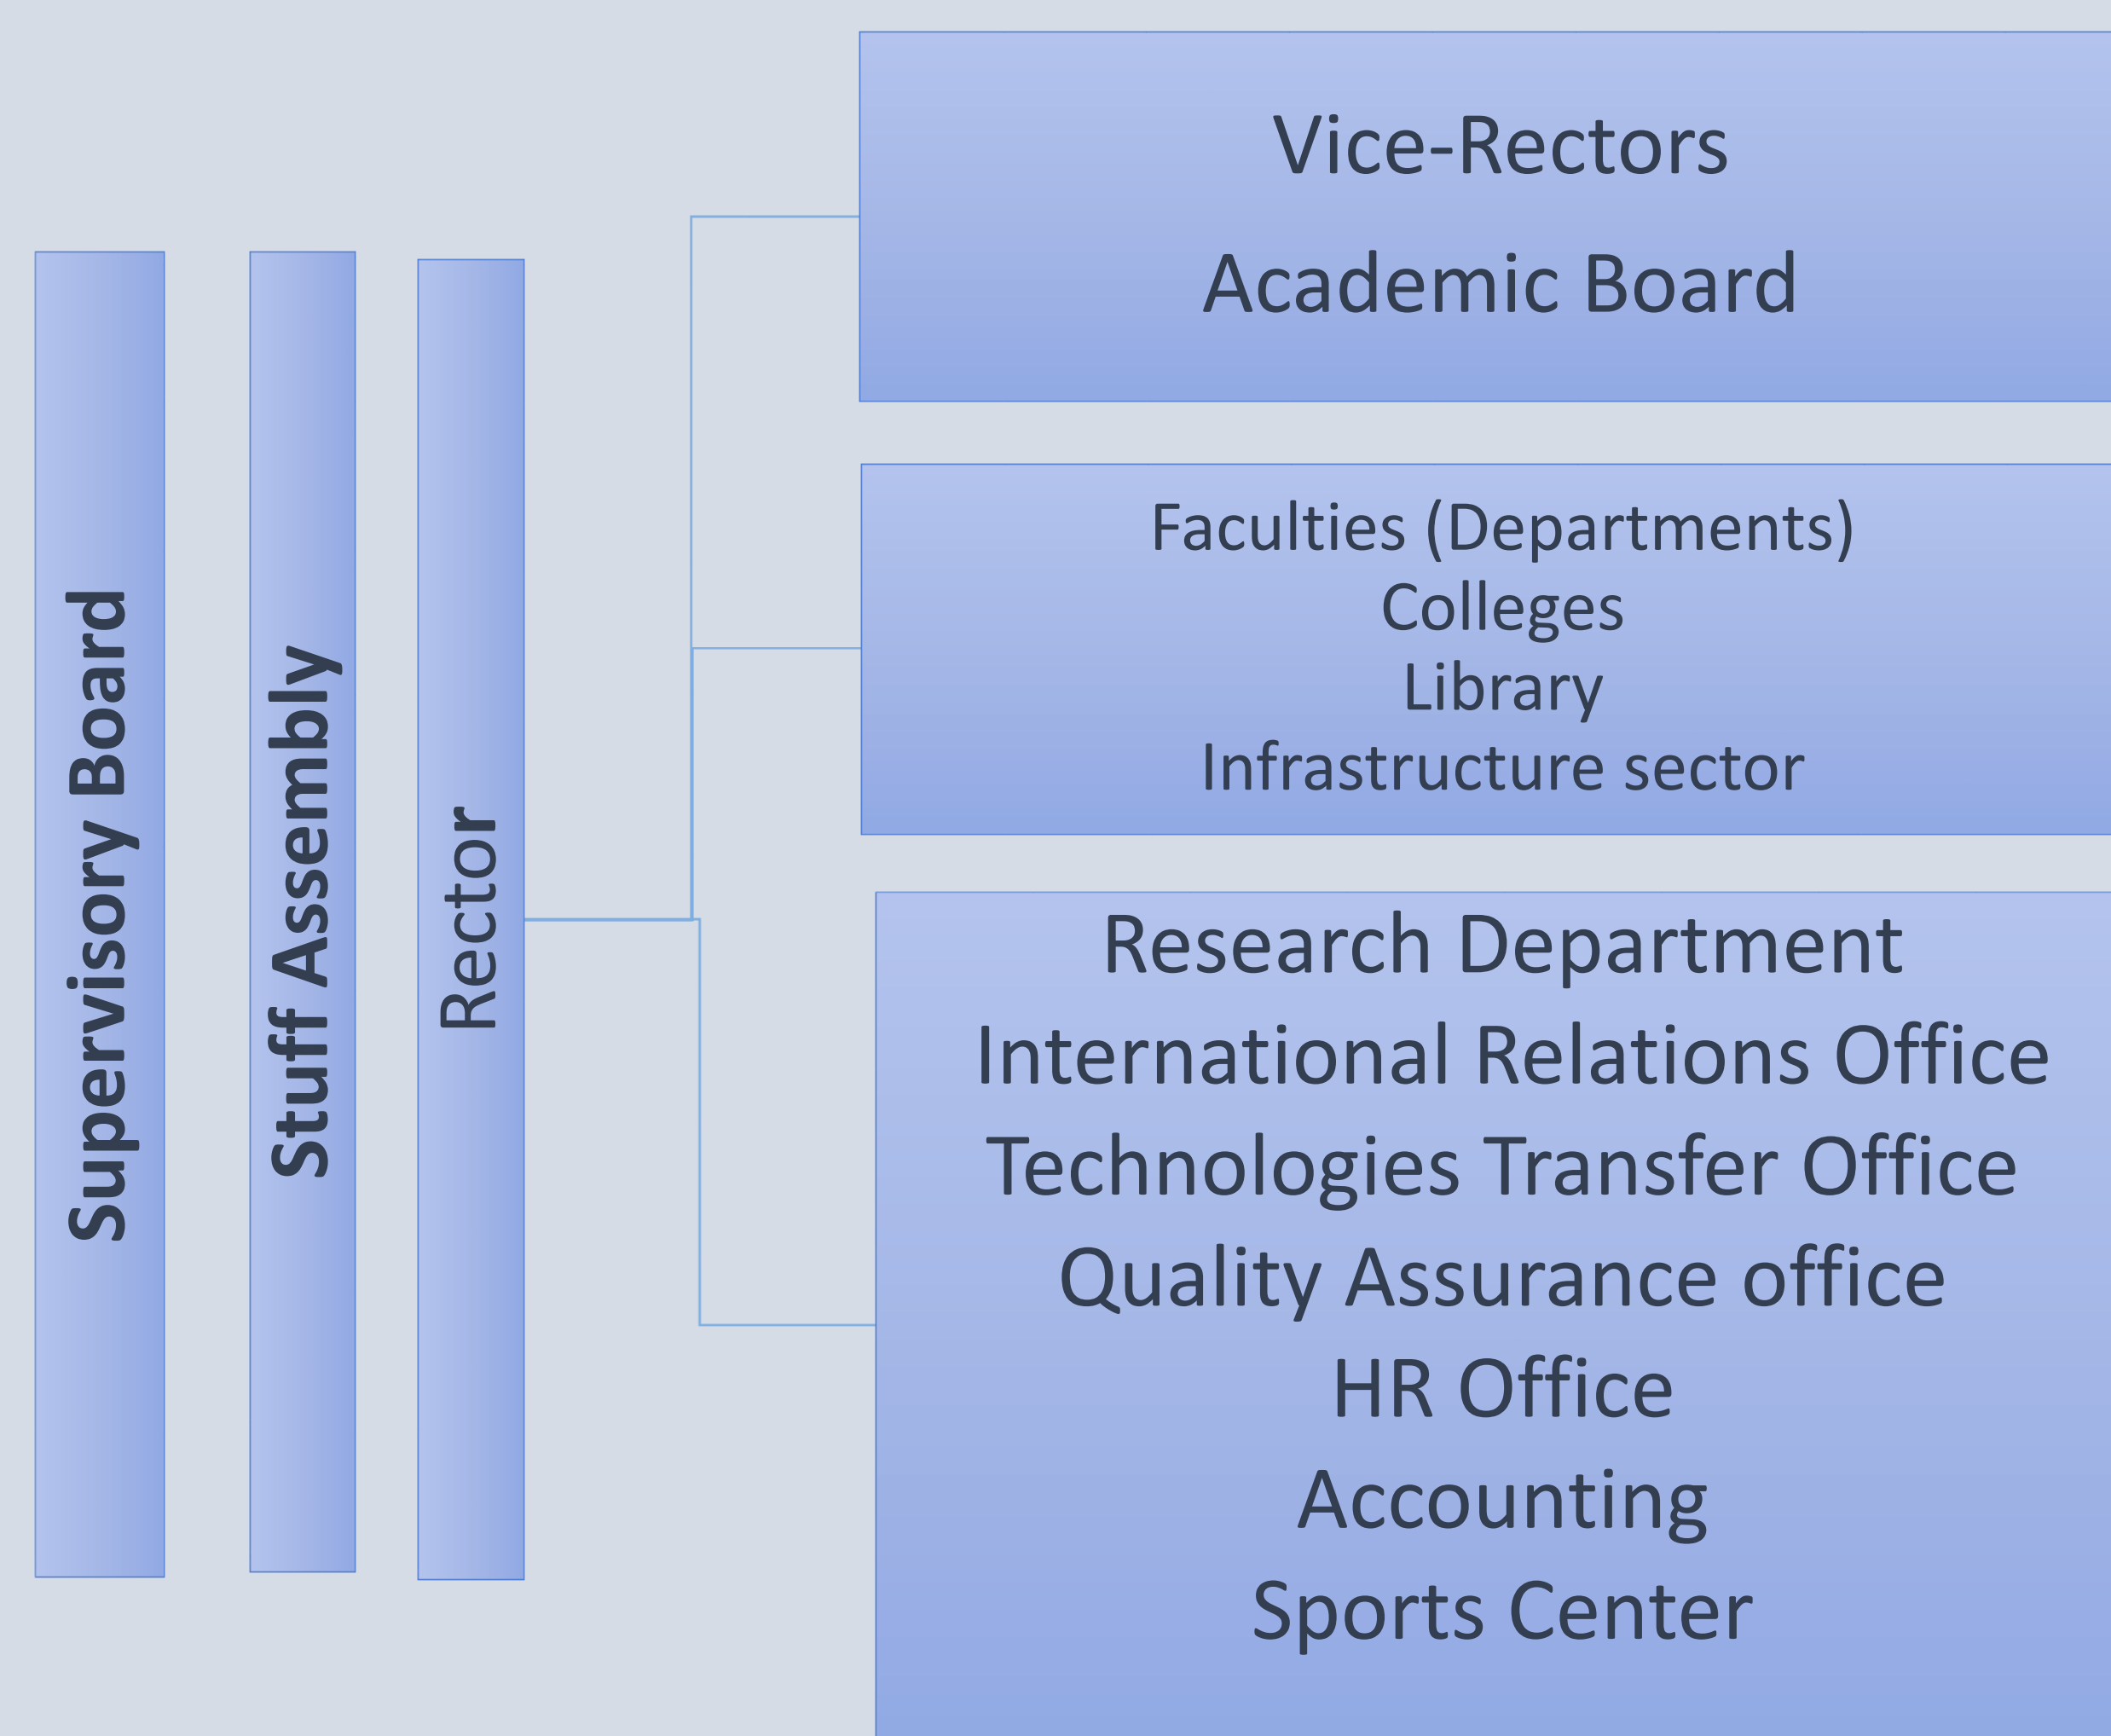 Supervisory Board
Stuff Assembly
Rector
Vice-Rectors
Academic Board
Faculties (Departments)
Colleges
Library
Infrastructure sector
Research Department
International Relations Office
Technologies Transfer Office
Quality Assurance office
HR Office
Accounting
Sports Center